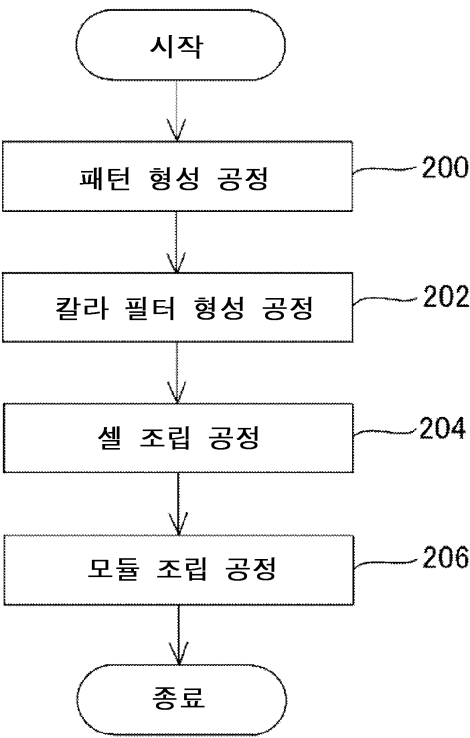 시작
패턴 형성 공정
200
칼라 필터 형성 공정
202
셀 조립 공정
204
모듈 조립 공정
206
종료